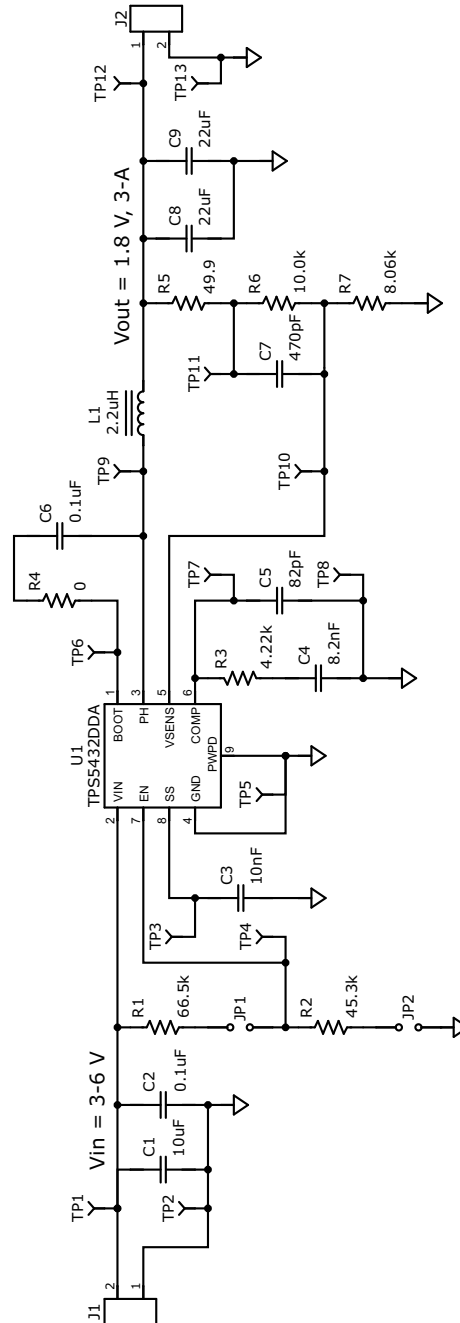 J1
2
1
TP1
TP2
Vin = 3-6 V
C1
10uF
C2
0.1uF
R1
66.5k
JP1
R2
45.3k
JP2
TP3
TP4
C3
10nF
U1
TPS5432DDA
2
VIN
7
EN
8
SS
4
GND
BOOT
1
PH
3
VSENS
5
COMP
6
PWPD
9
TP5
TP6
R4
0
C6
0.1uF
R3
4.22k
C4
8.2nF
TP7
C5
82pF
TP8
TP9
L1
2.2uH
TP10
TP11
C7
470pF
R5
49.9
R6
10.0k
R7
8.06k
Vout = 1.8 V, 3-A
C8
22uF
C9
22uF
TP12
TP13
J2
1
2